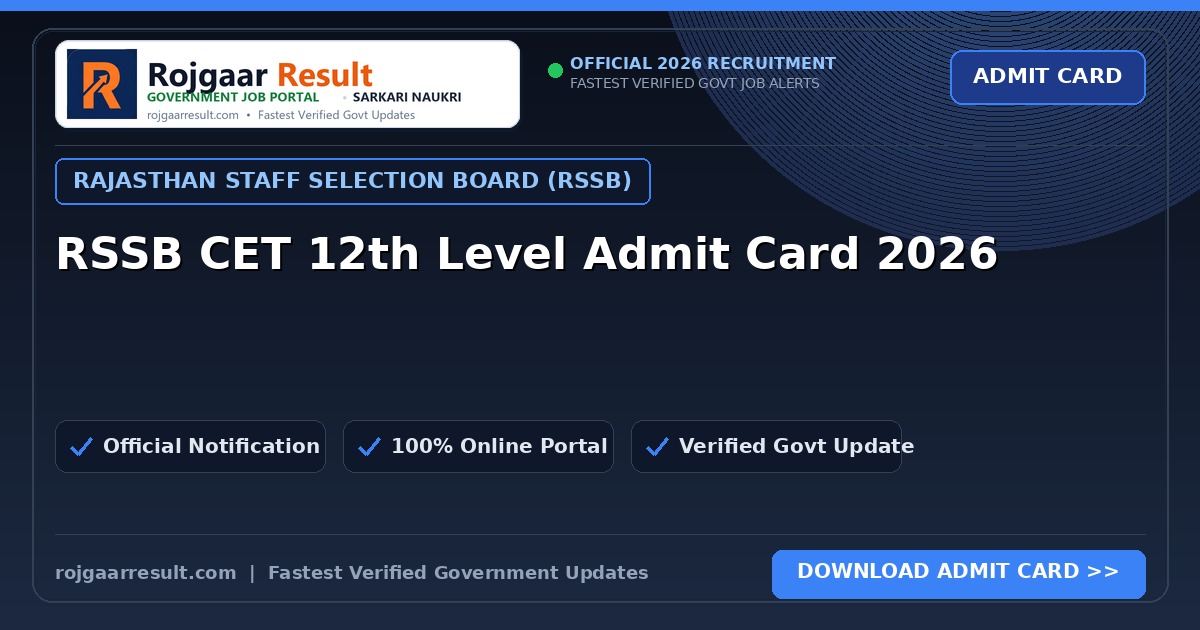 Rojgaar Result
GOVERNMENT JOB PORTAL • SARKARI NAUKRI
rojgaarresult.com • Fastest Verified Govt Updates
OFFICIAL 2026 RECRUITMENT
FASTEST VERIFIED GOVT JOB ALERTS
ADMIT CARD
RAJASTHAN STAFF SELECTION BOARD (RSSB)
RSSB CET 12th Level Admit Card 2026
Official Notification
100% Online Portal
Verified Govt Update
rojgaarresult.com | Fastest Verified Government Updates
DOWNLOAD ADMIT CARD >>